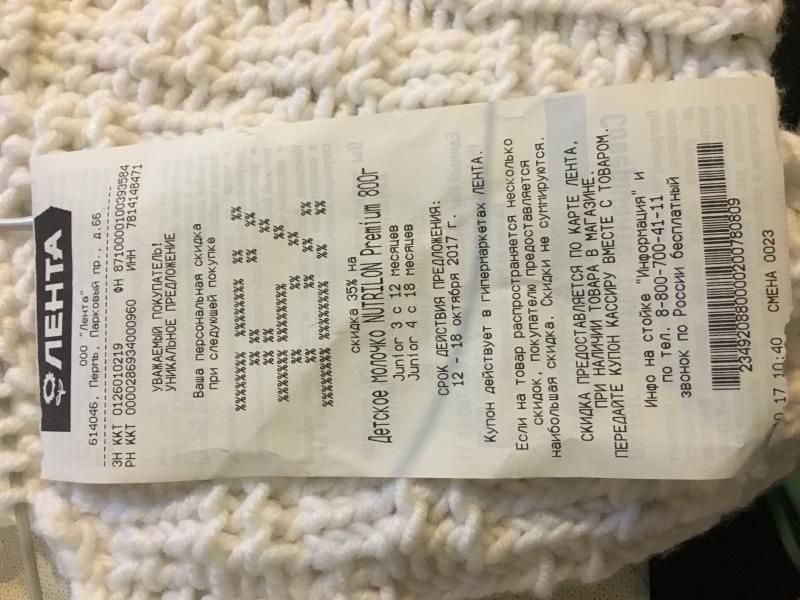 ЛЕНТА
ООО "Лента"
614046, Пермь, Парковый пр., д.66
ЗН ККТ 0126010219 ФН 8710000100393584
РН ККТ 0000286934000960 ИНН 7814148471
УВАЖАЕМЫЙ ПОКУПАТЕЛЬ!
УНИКАЛЬНОЕ ПРЕДЛОЖЕНИЕ
Ваша персональная скидка
при следующей покупке
%%%%%%%% %%%%%%%% %% %%
%% %% %% %%
%% %% %% %%
%%%%%%%% %%%%%%%% %%
%% %% %%
%% %% %% %%
%%%%%%%% %%%%%%%% %% %%
скидка 35% на
Детское молочко NUTRILON Premium 800г
Junior 3 с 12 месяцев
Junior 4 с 18 месяцев
СРОК ДЕЙСТВИЯ ПРЕДЛОЖЕНИЯ:
12 - 18 октября 2017 г.
Купон действует в гипермаркетах ЛЕНТА.
Если на товар распространяется несколько
скидок, покупателю предоставляется
наибольшая скидка. Скидки не суммируются.
СКИДКА ПРЕДОСТАВЛЯЕТСЯ ПО КАРТЕ ЛЕНТА,
ПРИ НАЛИЧИИ ТОВАРА В МАГАЗИНЕ.
ПЕРЕДАЙТЕ КУПОН КАССИРУ ВМЕСТЕ С ТОВАРОМ.
Инфо на стойке "Информация" и
по тел. 8-800-700-41-11
звонок по России бесплатный
2349208800000200780809
17 10:40 СМЕНА 0023